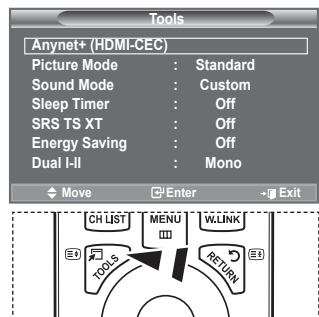 Tools
Anynet+ (HDMI-CEC)
Picture Mode : Standard
Sound Mode : Custom
Sleep Timer : Off
SRS TS XT : Off
Energy Saving : Off
Dual I-II : Mono
Move Enter Exit
CH LIST MENU W.LINK
TOOLS RETURN